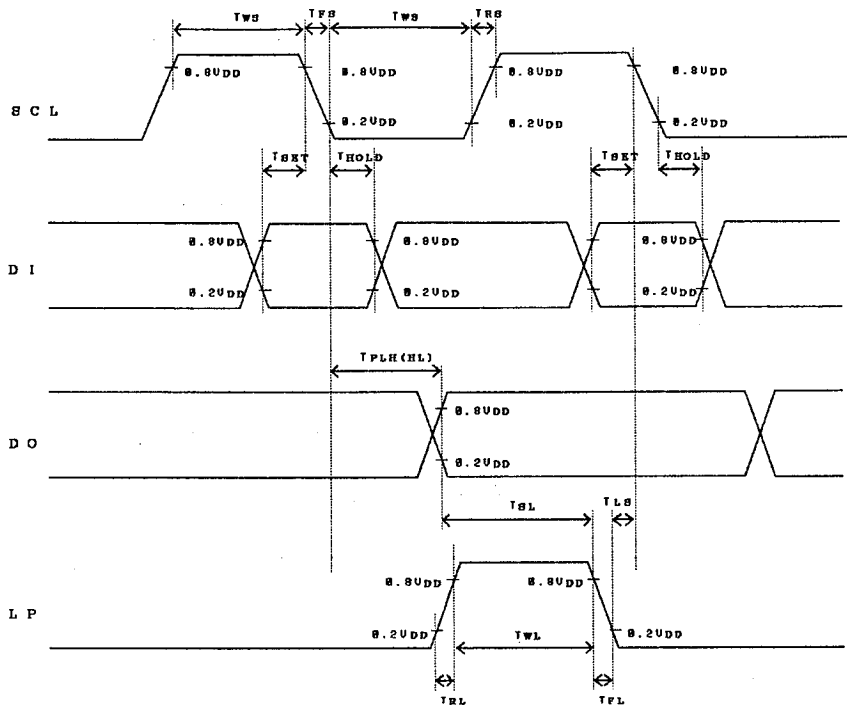 TWS TFS TWS TRS
0.8VDD 0.8VDD 0.8VDD 0.8VDD
SCL
0.2VDD 0.2VDD 0.2VDD
TSET THOLD TSET THOLD
0.8VDD 0.8VDD 0.8VDD
DI
0.2VDD 0.2VDD 0.2VDD
TPLH(HL)
0.8VDD
DO
0.2VDD
TSL TLS
0.8VDD 0.8VDD
LP
0.2VDD TWL 0.2VDD
TRL TFL